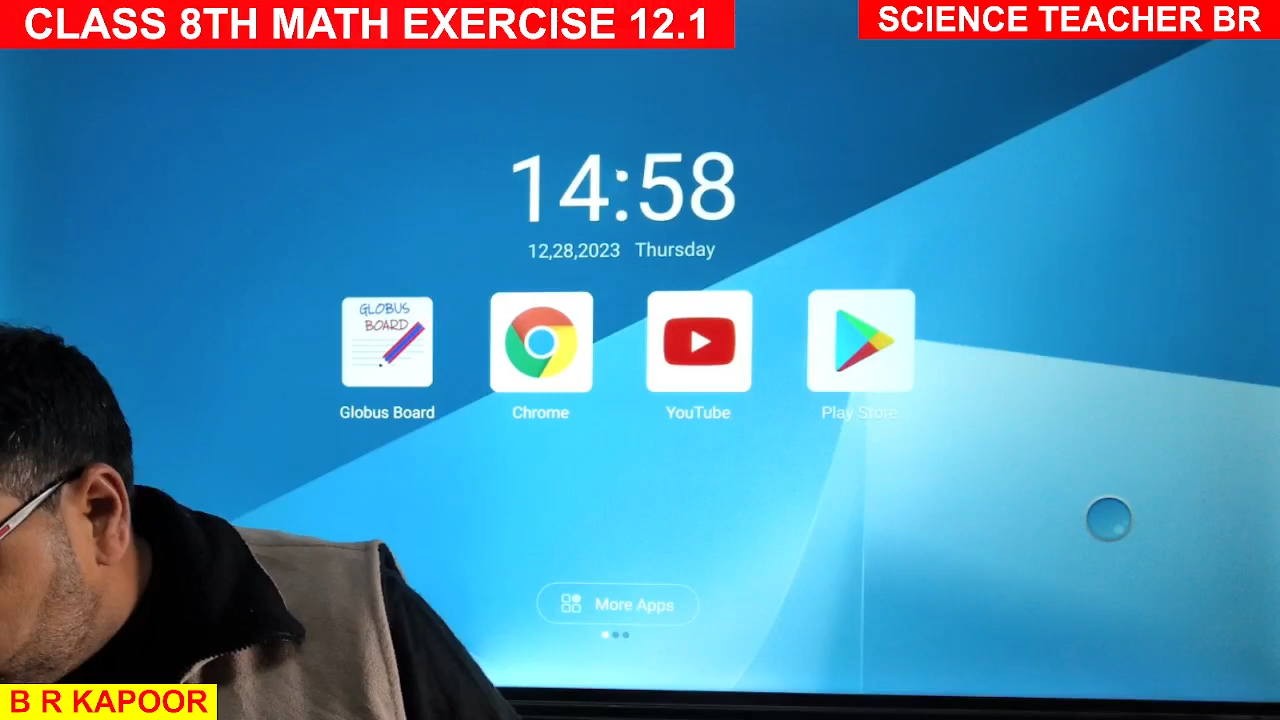 CLASS 8TH MATH EXERCISE 12.1
SCIENCE TEACHER BR
14:58
12,28,2023 Thursday
GLOBUS
BOARD
Globus Board
Chrome
YouTube
Play Store
More Apps
B R KAPOOR